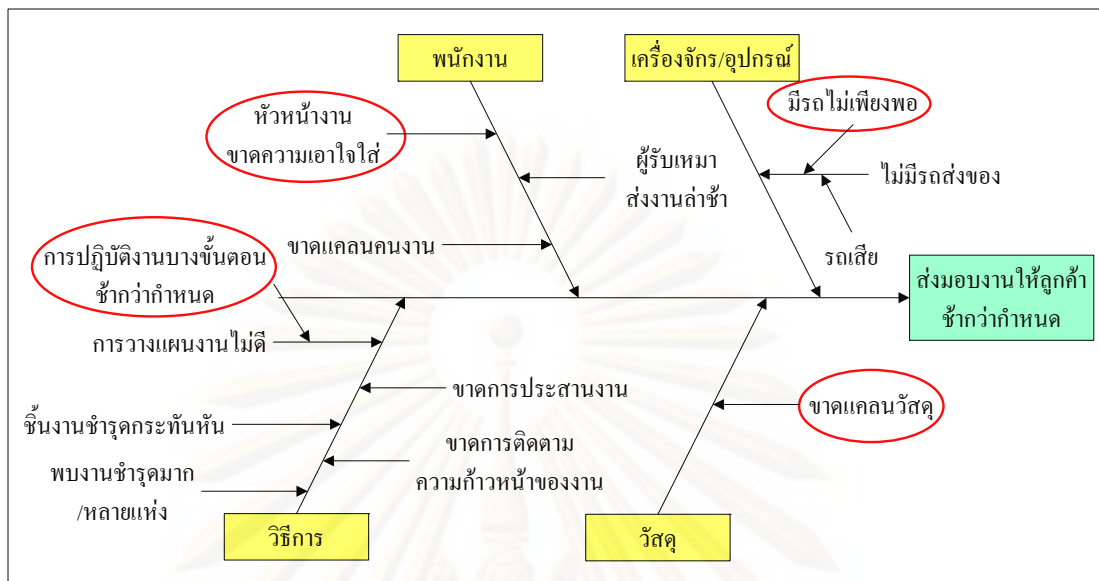 พนักงาน
เครื่องจักร/อุปกรณ์
หัวหน้างาน
ขาดความเอาใจใส่
ผู้รับเหมา
ส่งงานล่าช้า
ขาดแคลนคนงาน
มีรถไม่เพียงพอ
ไม่มีรถส่งของ
รถเสีย
การปฏิบัติงานบางขั้นตอน
ช้ากว่ากำหนด
ส่งมอบงานให้ลูกค้า
ช้ากว่ากำหนด
การวางแผนงานไม่ดี
ขาดการประสานงาน
ชิ้นงานชำรุดกระทันหัน
ขาดการติดตาม
ความก้าวหน้าของงาน
พบงานชำรุดมาก
/หลายแห่ง
ขาดแคลนวัสดุ
วิธีการ
วัสดุ